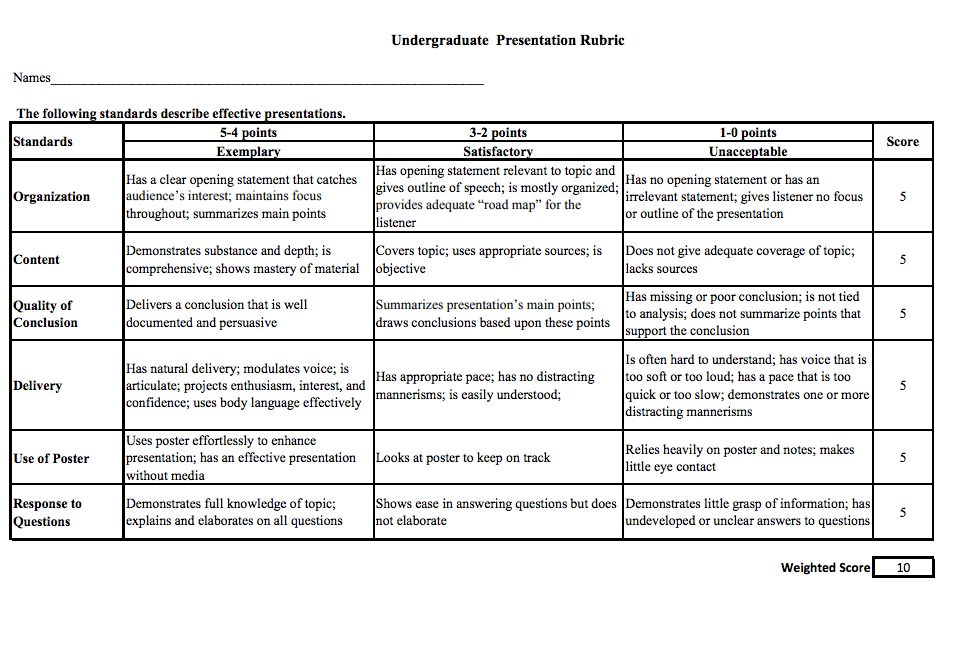 Undergraduate Presentation Rubric
Names
The following standards describe effective presentations.
Standards
5-4 points
3-2 points
1-0 points
Score
Exemplary
Satisfactory
Unacceptable
Organization
Has a clear opening statement that catches
audience's interest; maintains focus
throughout; summarizes main points
Has opening statement relevant to topic and
gives outline of speech; is mostly organized;
provides adequate "road map" for the
listener
Has no opening statement or has an
irrelevant statement; gives listener no focus
or outline of the presentation
5
Content
Demonstrates substance and depth; is
comprehensive; shows mastery of material
Covers topic; uses appropriate sources; is
objective
Does not give adequate coverage of topic;
lacks sources
5
Quality of
Conclusion
Delivers a conclusion that is well
documented and persuasive
Summarizes presentation's main points;
draws conclusions based upon these points
Has missing or poor conclusion; is not tied
to analysis; does not summarize points that
support the conclusion
5
Delivery
Has natural delivery; modulates voice; is
articulate; projects enthusiasm, interest, and
confidence; uses body language effectively
Has appropriate pace; has no distracting
mannerisms; is easily understood;
Is often hard to understand; has voice that is
too soft or too loud; has a pace that is too
quick or too slow; demonstrates one or more
distracting mannerisms
5
Use of Poster
Uses poster effortlessly to enhance
presentation; has an effective presentation
without media
Looks at poster to keep on track
Relies heavily on poster and notes; makes
little eye contact
5
Response to
Questions
Demonstrates full knowledge of topic;
explains and elaborates on all questions
Shows ease in answering questions but does
not elaborate
Demonstrates little grasp of information; has
undeveloped or unclear answers to questions
5
Weighted Score
10